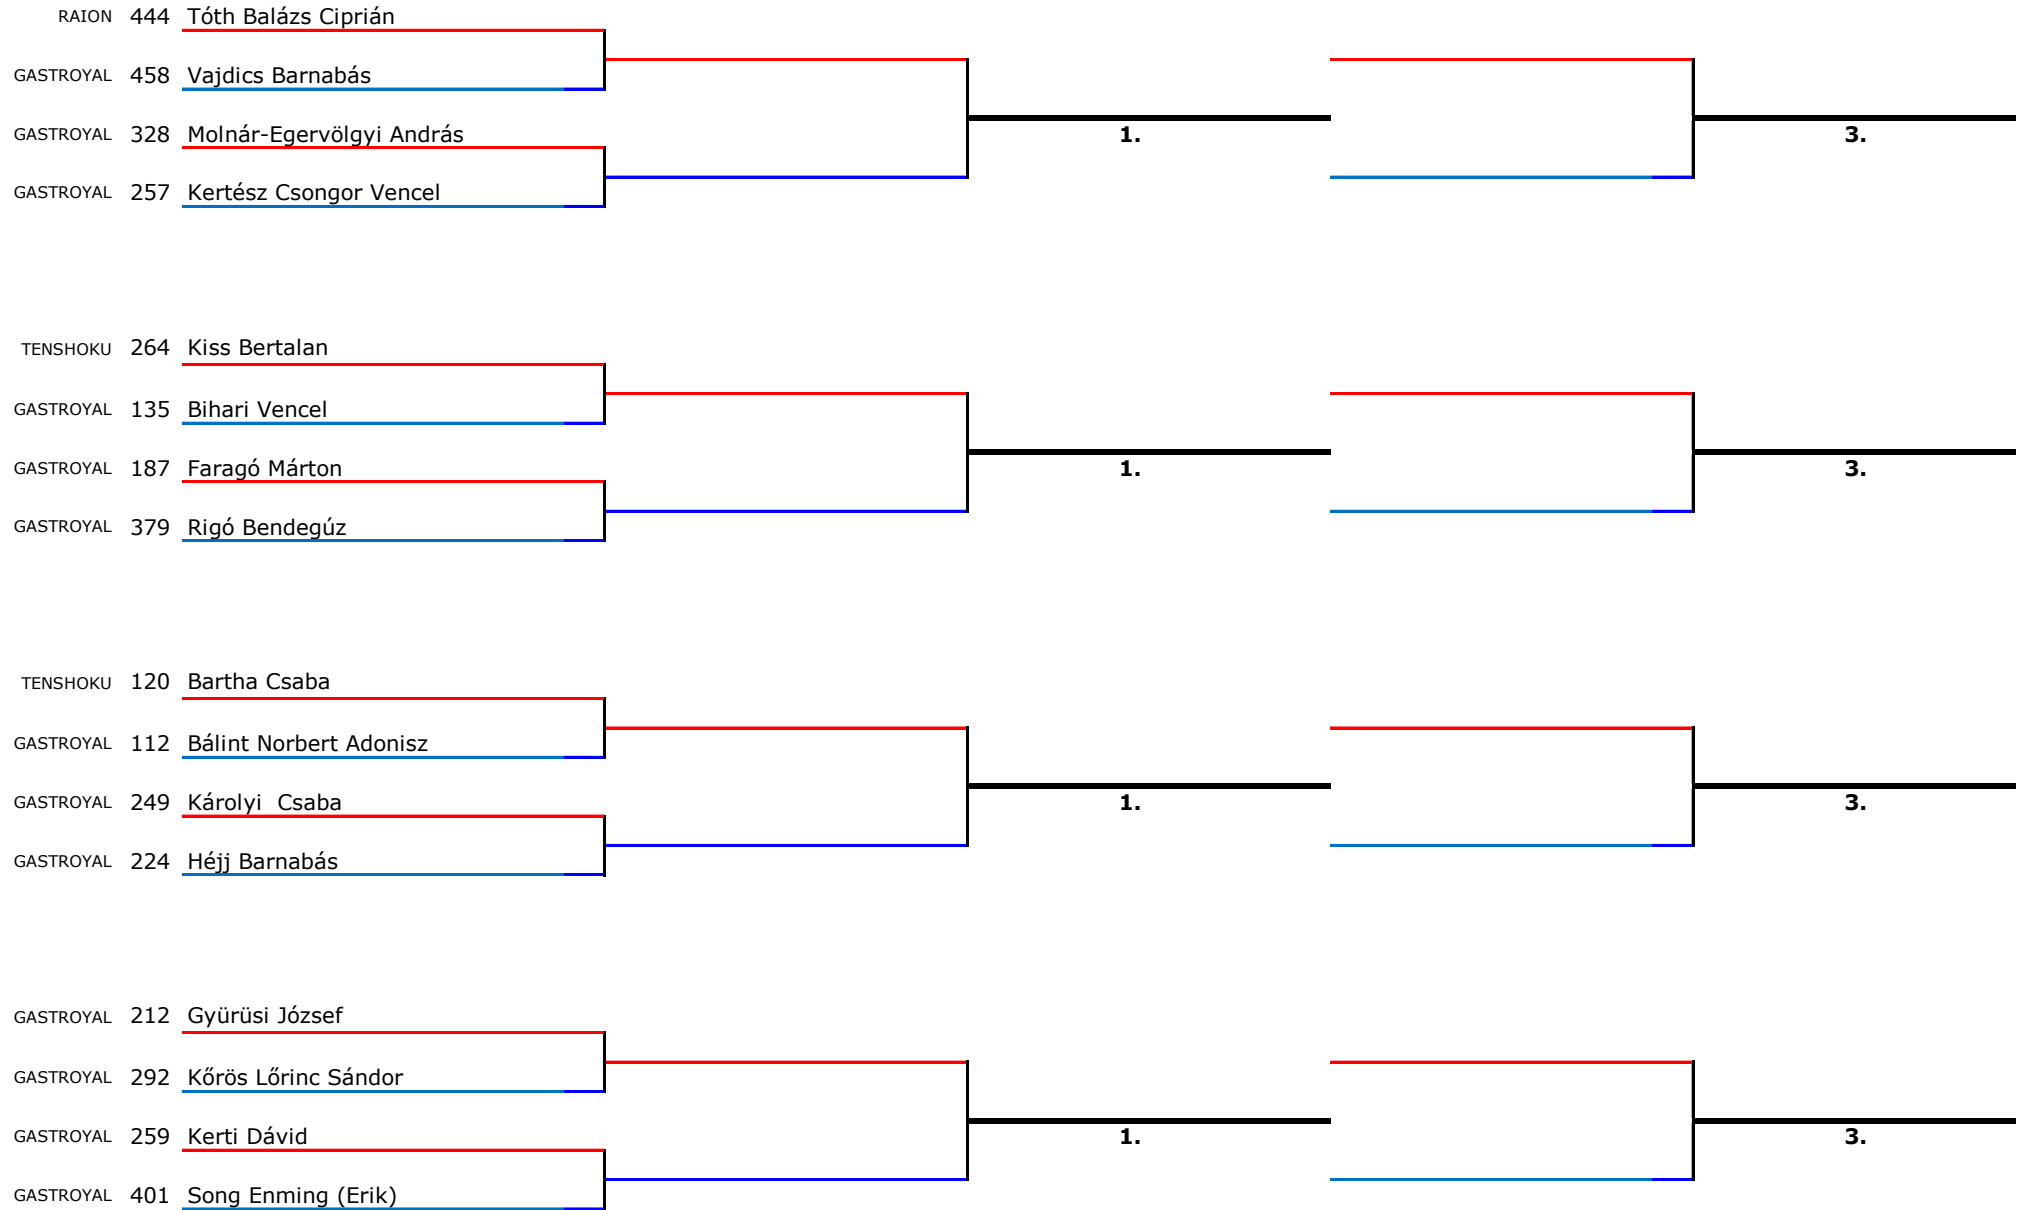 RAION 444 Tóth Balázs Ciprián
GASTROYAL 458 Vajdics Barnabás
GASTROYAL 328 Molnár-Egervölgyi András 1. 3.
GASTROYAL 257 Kertész Csongor Vencel
TENSHOKU 264 Kiss Bertalan
GASTROYAL 135 Bihari Vencel
GASTROYAL 187 Faragó Márton 1. 3.
GASTROYAL 379 Rigó Bendegúz
TENSHOKU 120 Bartha Csaba
GASTROYAL 112 Bálint Norbert Adonisz
GASTROYAL 249 Károlyi  Csaba 1. 3.
GASTROYAL 224 Héjj Barnabás
GASTROYAL 212 Gyürüsi József
GASTROYAL 292 Kőrös Lőrinc Sándor
GASTROYAL 259 Kerti Dávid 1. 3.
GASTROYAL 401 Song Enming (Erik)